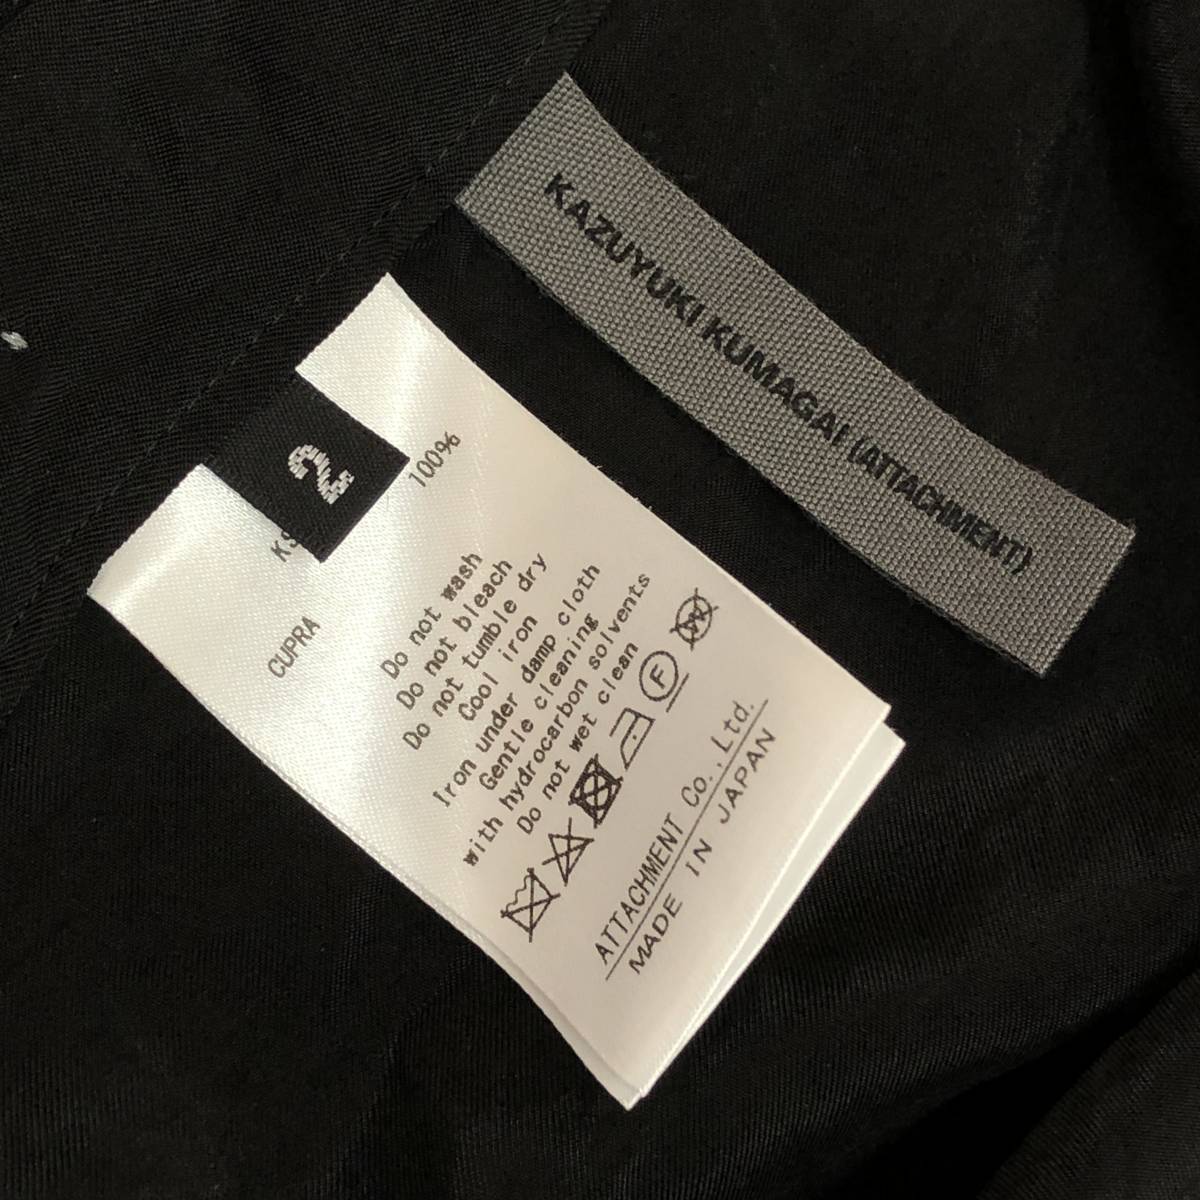 KAZUYUKI KUMAGAI (ATTACHMENT)
2
CUPRA 100%
Do not wash
Do not bleach
Do not tumble dry
Cool iron
Iron under damp cloth
Gentle cleaning
with hydrocarbon solvents
Do not wet clean
F
W
ATTACHMENT Co.,Ltd.
MADE IN JAPAN